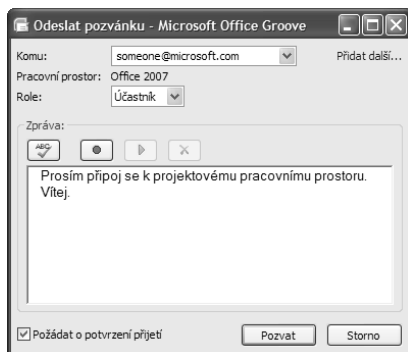 Odeslat pozvánku - Microsoft Office Groove
Komu: someone@microsoft.com Přidat další...
Pracovní prostor: Office 2007
Role: Účastník
Zpráva:
ABC
Prosím připoj se k projektovému pracovnímu prostoru.
Vítej.
Požádat o potvrzení přijetí Pozvat Storno